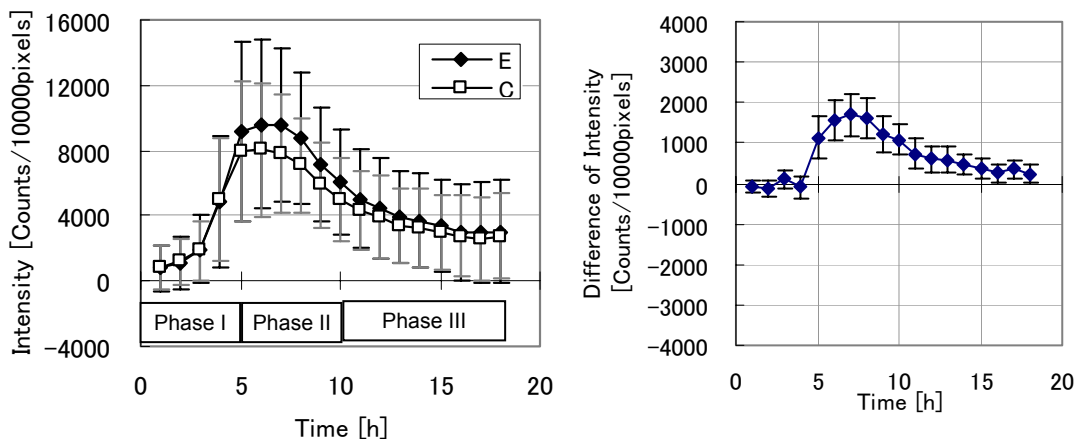 Intensity [Counts/10000pixels]
16000
12000
8000
4000
0
−4000
E
C
Phase I
Phase II
Phase III
0
5
10
15
20
Time [h]
Difference of Intensity
[Counts/10000pixels]
4000
3000
2000
1000
0
−1000
−2000
−3000
−4000
0
5
10
15
20
Time [h]